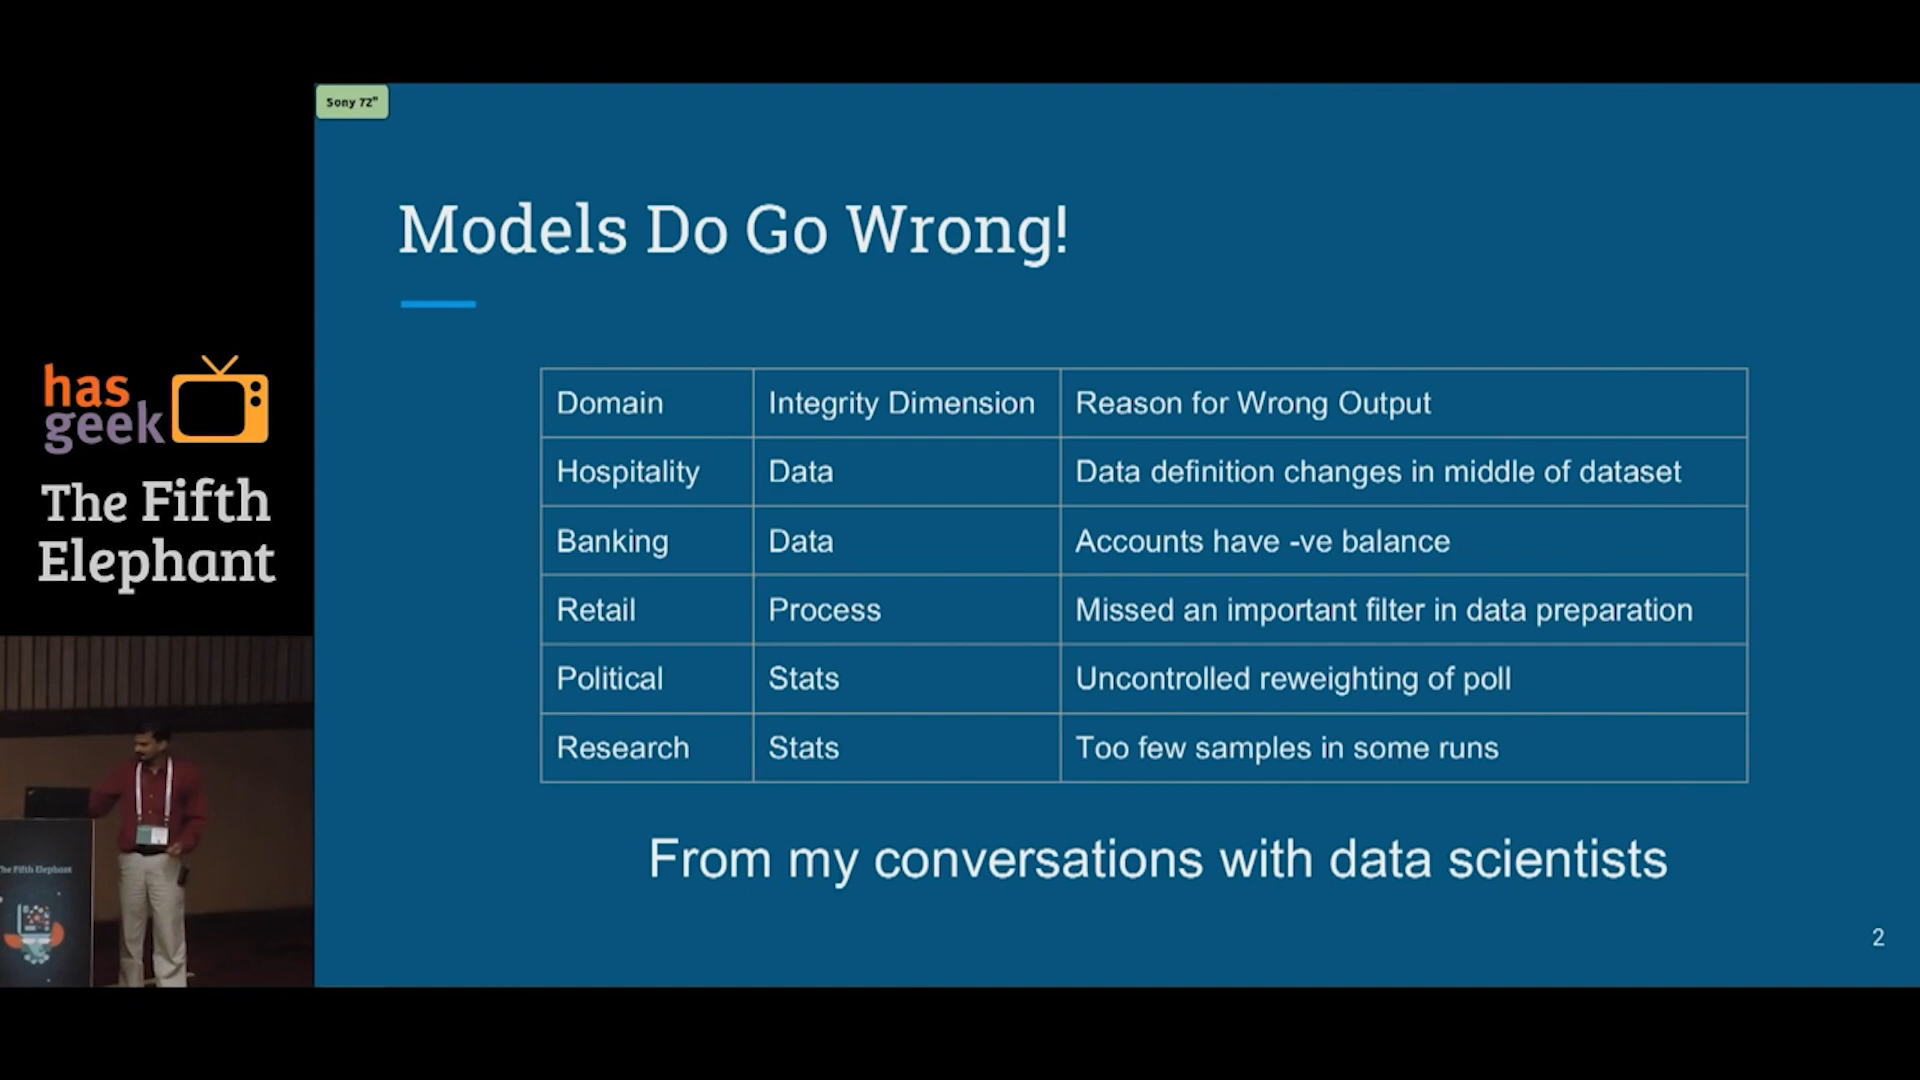 Sony 72"
Models Do Go Wrong!
has
geek
The Fifth
Elephant
Domain Integrity Dimension Reason for Wrong Output
Hospitality Data Data definition changes in middle of dataset
Banking Data Accounts have -ve balance
Retail Process Missed an important filter in data preparation
Political Stats Uncontrolled reweighting of poll
Research Stats Too few samples in some runs
From my conversations with data scientists
The Fifth Elephant
2